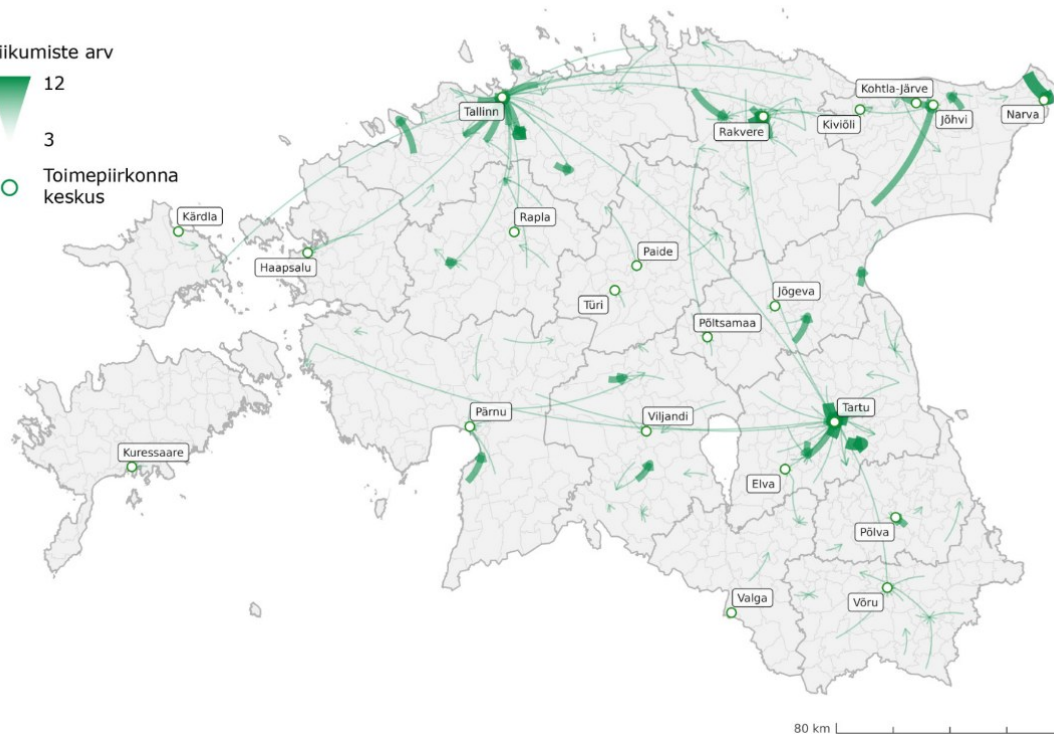 iikumiste arv
12
3
Toimepiirkonna
keskus
Tallinn
Kohtla-Järve
Jõhvi
Narva
Rakvere
Kiviõli
Kärdla
Rapla
Haapsalu
Paide
Türi
Jõgeva
Põltsamaa
Pärnu
Viljandi
Tartu
Kuressaare
Elva
Põlva
Valga
Võru
80 km